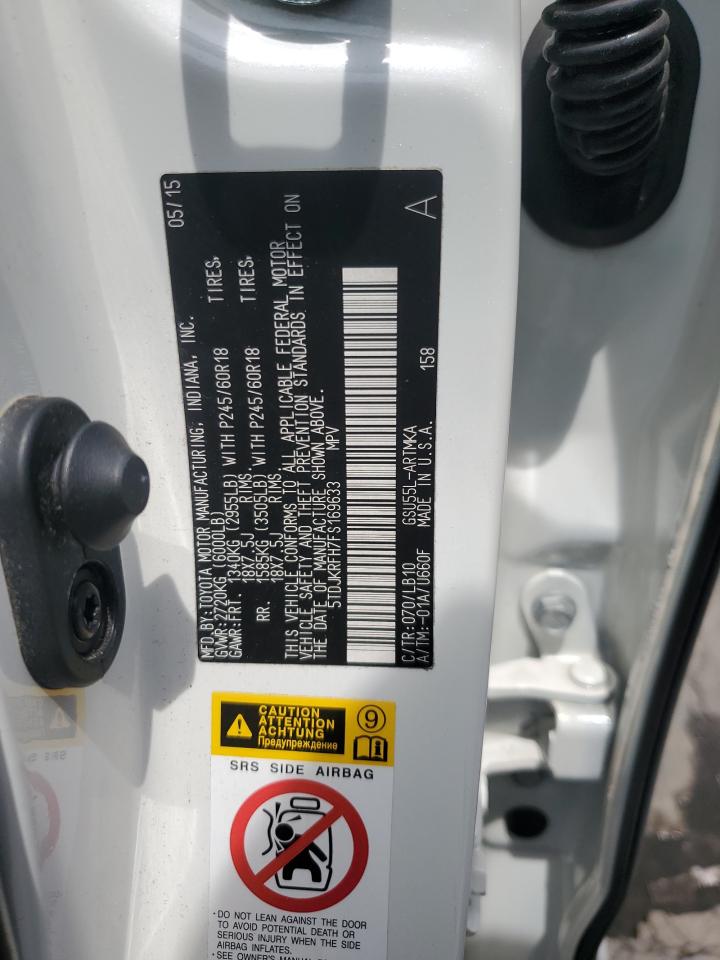 MFD.BY:TOYOTA MOTOR MANUFACTURING, INDIANA, INC. 05/15
GVWR:2720KG (6000LB)
GAWR:FRT. 1340KG (2955LB) WITH P245/60R18 TIRES,
18X7.5J RIMS,
RR. 1585KG (3505LB) WITH P245/60R18 TIRES,
18X7.5J RIMS,
THIS VEHICLE CONFORMS TO ALL APPLICABLE FEDERAL MOTOR
VEHICLE SAFETY AND THEFT PREVENTION STANDARDS IN EFFECT ON
THE DATE OF MANUFACTURE SHOWN ABOVE.
5TDJKRFH7FS169633 MPV
A
C/TR:070/LB10 GSU55L-ARTMKA
A/TM:-01A/U660F MADE IN U.S.A. 158
CAUTION
ATTENTION
ACHTUNG
Предупреждение
9
SRS SIDE AIRBAG
• DO NOT LEAN AGAINST THE DOOR
TO AVOID POTENTIAL DEATH OR
SERIOUS INJURY WHEN THE SIDE
AIRBAG INFLATES.
• SEE OWNER'S MANUAL